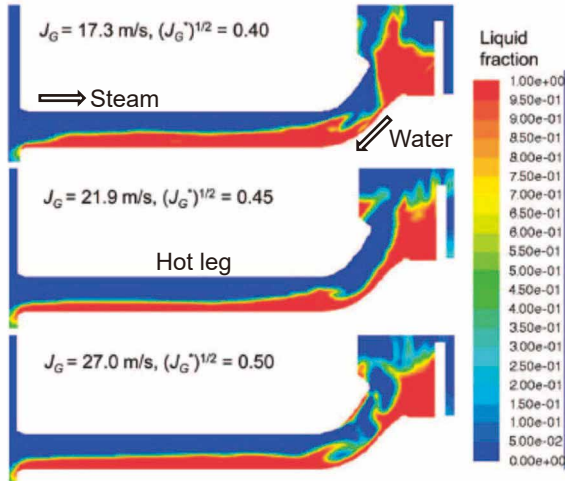 J_G = 17.3 m/s, (J_G^*)^{1/2} = 0.40
Steam
Water
J_G = 21.9 m/s, (J_G^*)^{1/2} = 0.45
Hot leg
J_G = 27.0 m/s, (J_G^*)^{1/2} = 0.50
Liquid
fraction
1.00e+00
9.50e-01
9.00e-01
8.50e-01
8.00e-01
7.50e-01
7.00e-01
6.50e-01
6.00e-01
5.50e-01
5.00e-01
4.50e-01
4.00e-01
3.50e-01
3.00e-01
2.50e-01
2.00e-01
1.50e-01
1.00e-01
5.00e-02
0.00e+00